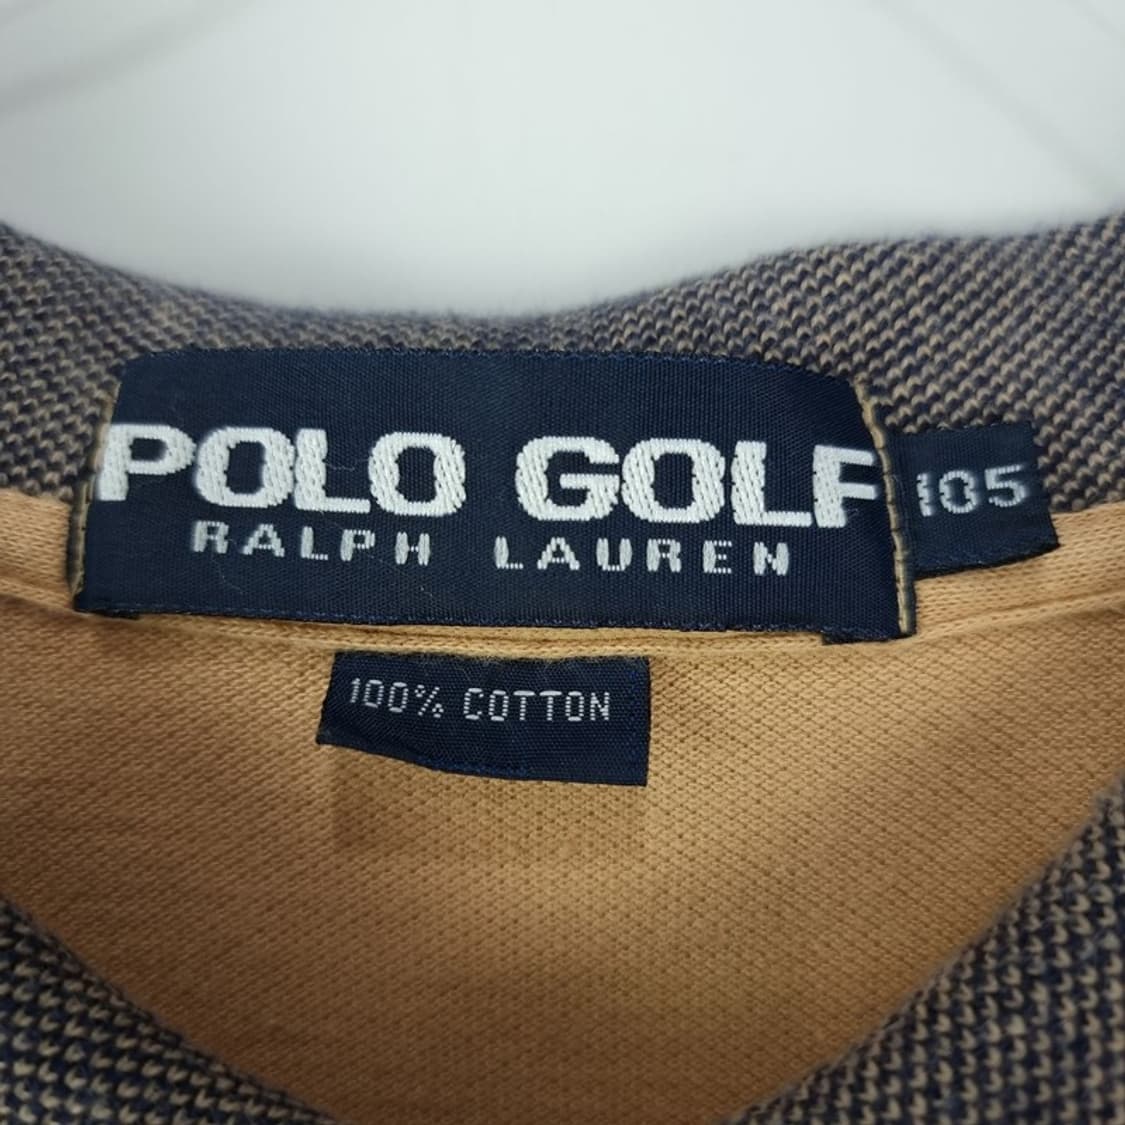 POLO GOLF
RALPH LAUREN
105
100% COTTON